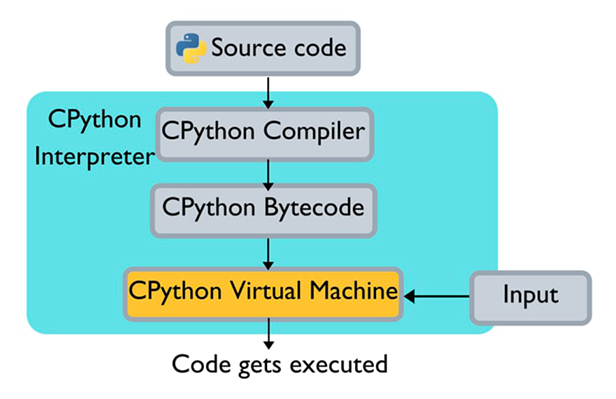 Source code
CPython
Interpreter
CPython Compiler
CPython Bytecode
CPython Virtual Machine
Input
Code gets executed